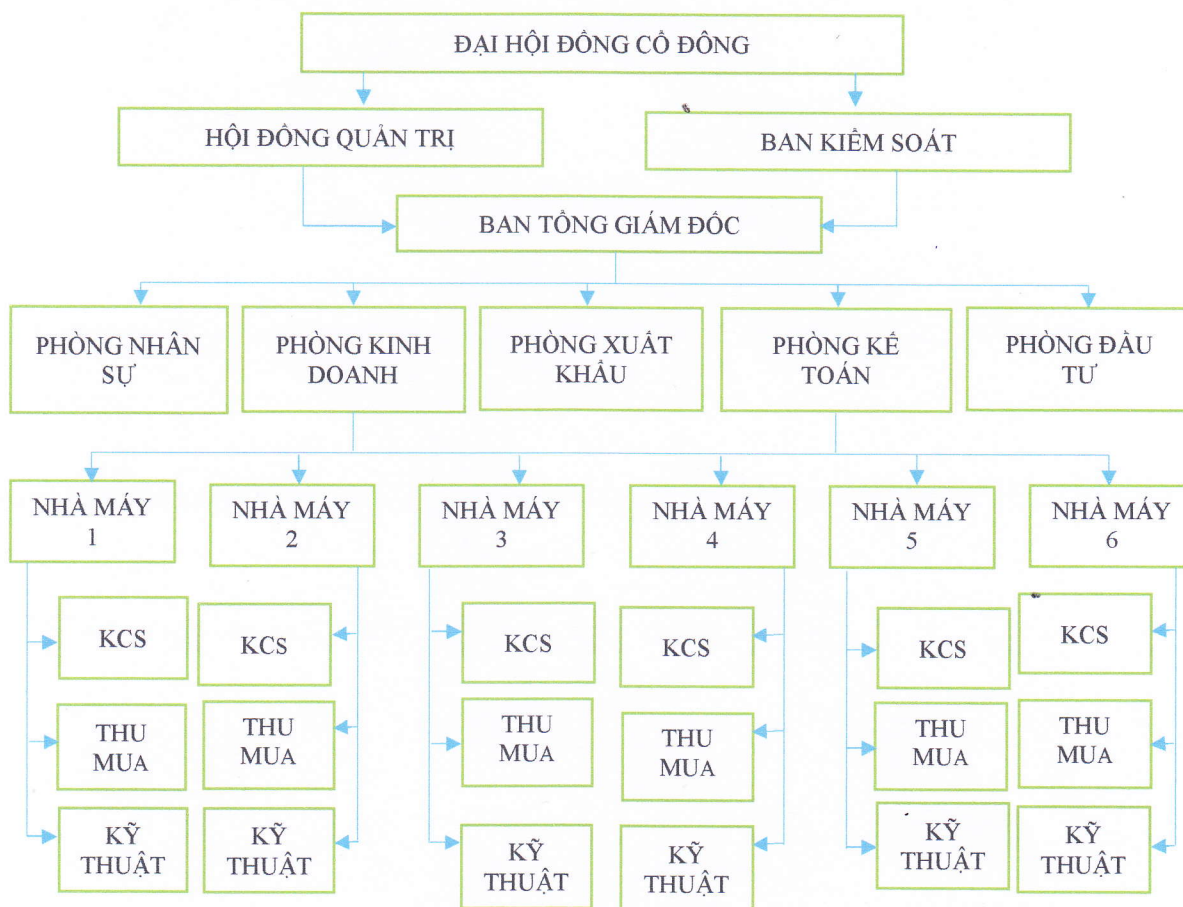 ĐẠI HỘI ĐỒNG CỔ ĐÔNG
HỘI ĐỒNG QUẢN TRỊ
BAN KIỂM SOÁT
BAN TỔNG GIÁM ĐỐC
PHÒNG NHÂN
SỰ
PHÒNG KINH
DOANH
PHÒNG XUẤT
KHẨU
PHÒNG KẾ
TOÁN
PHÒNG ĐẦU
TƯ
NHÀ MÁY
1
NHÀ MÁY
2
NHÀ MÁY
3
NHÀ MÁY
4
NHÀ MÁY
5
NHÀ MÁY
6
KCS
KCS
KCS
KCS
KCS
KCS
THU
MUA
THU
MUA
THU
MUA
THU
MUA
THU
MUA
THU
MUA
KỸ
THUẬT
KỸ
THUẬT
KỸ
THUẬT
KỸ
THUẬT
KỸ
THUẬT
KỸ
THUẬT